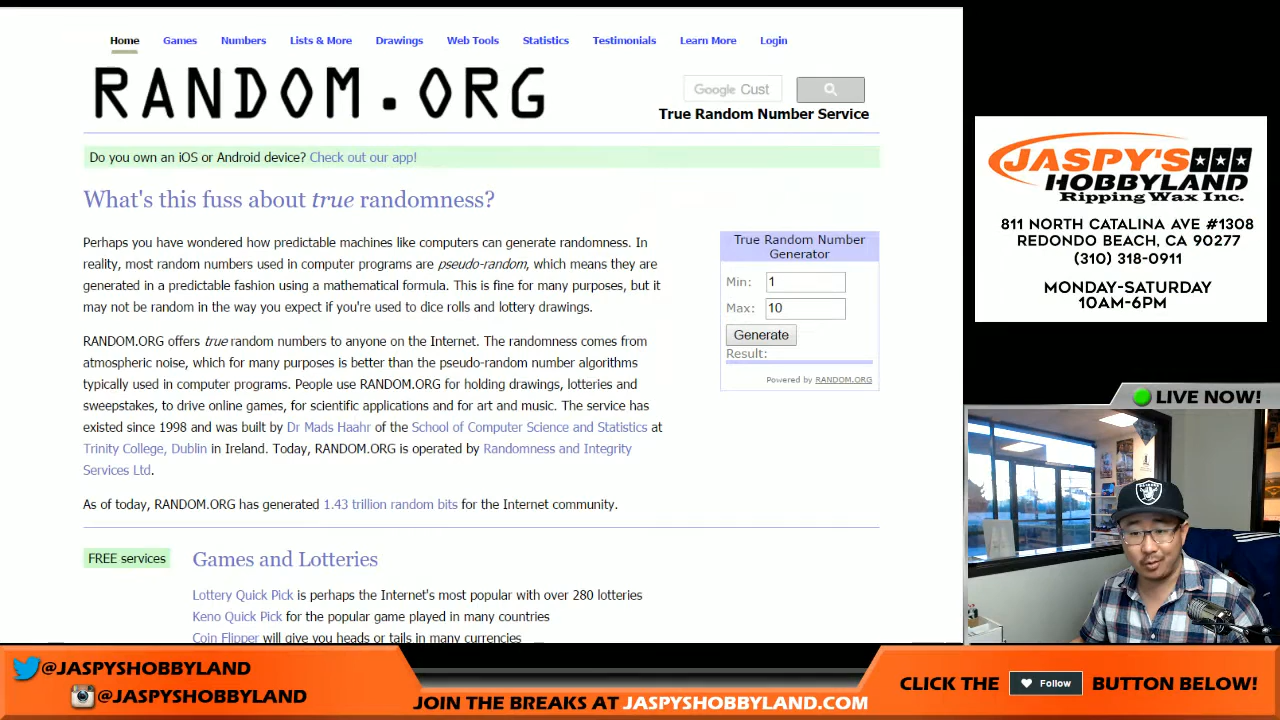 Home Games Numbers Lists & More Drawings Web Tools Statistics Testimonials Learn More Login
RANDOM.ORG
Google Cust
True Random Number Service
Do you own an iOS or Android device? Check out our app!
What's this fuss about true randomness?
Perhaps you have wondered how predictable machines like computers can generate randomness. In
reality, most random numbers used in computer programs are pseudo-random, which means they are
generated in a predictable fashion using a mathematical formula. This is fine for many purposes, but it
may not be random in the way you expect if you're used to dice rolls and lottery drawings.
RANDOM.ORG offers true random numbers to anyone on the Internet. The randomness comes from
atmospheric noise, which for many purposes is better than the pseudo-random number algorithms
typically used in computer programs. People use RANDOM.ORG for holding drawings, lotteries and
sweepstakes, to drive online games, for scientific applications and for art and music. The service has
existed since 1998 and was built by Dr Mads Haahr of the School of Computer Science and Statistics at
Trinity College, Dublin in Ireland. Today, RANDOM.ORG is operated by Randomness and Integrity
Services Ltd.
As of today, RANDOM.ORG has generated 1.43 trillion random bits for the Internet community.
True Random Number
Generator
Min: 1
Max: 10
Generate
Result:
Powered by RANDOM.ORG
FREE services
Games and Lotteries
Lottery Quick Pick is perhaps the Internet's most popular with over 280 lotteries
Keno Quick Pick for the popular game played in many countries
Coin Flipper will give you heads or tails in many currencies
JASPY'S
HOBBYLAND
Ripping Wax Inc.
811 NORTH CATALINA AVE #1308
REDONDO BEACH, CA 90277
(310) 318-0911
MONDAY-SATURDAY
10AM-6PM
LIVE NOW!
@JASPYSHOBBYLAND
@JASPYSHOBBYLAND
JOIN THE BREAKS AT JASPYSHOBBYLAND.COM
CLICK THE Follow BUTTON BELOW!